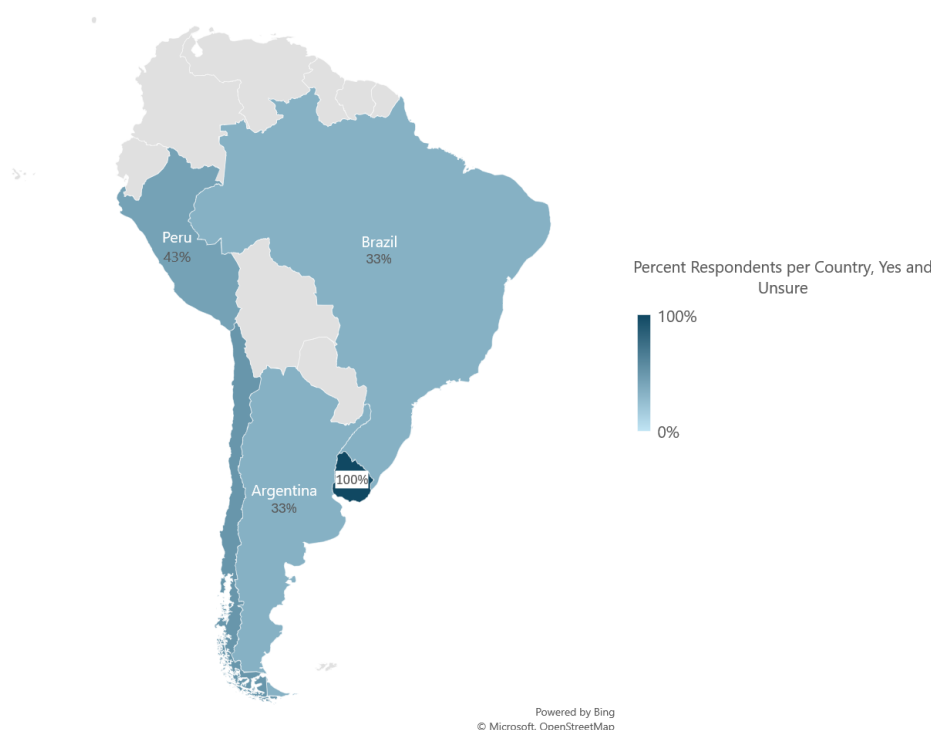 Peru
43%
Brazil
33%
Percent Respondents per Country, Yes and
Unsure
100%
0%
100%
Argentina
33%
Powered by Bing
© Microsoft, OpenStreetMap